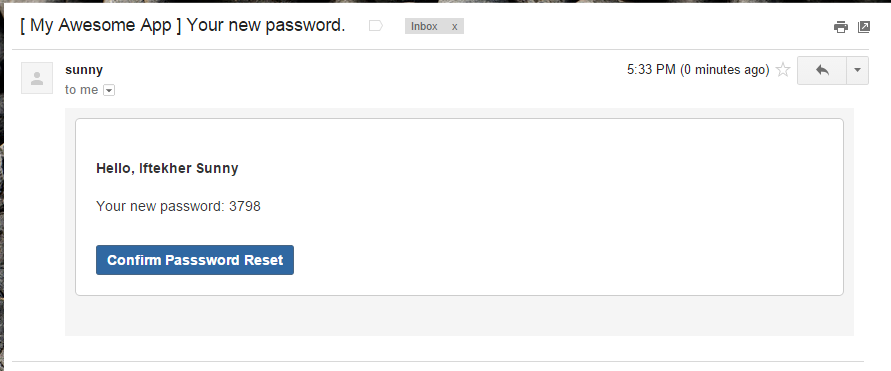 [ My Awesome App ] Your new password.
Inbox x
sunny
5:33 PM (0 minutes ago)
to me
Hello, Iftekher Sunny
Your new password: 3798
Confirm Passsword Reset